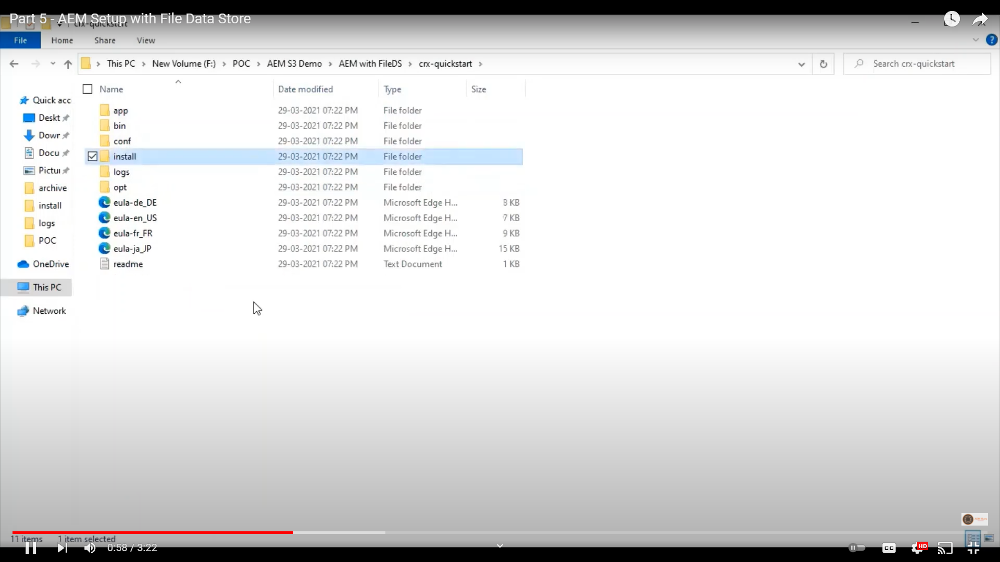 Part 5 - AEM Setup with File Data Store
crx-quickstart
File Home Share View
This PC New Volume (F:) POC AEM S3 Demo AEM with FileDS crx-quickstart
Search crx-quickstart
Name Date modified Type Size
Quick acc
Deskt
Dowr
Docu
Pictur
archive
install
logs
POC
OneDrive
This PC
Network
app 29-03-2021 07:22 PM File folder
bin 29-03-2021 07:22 PM File folder
conf 29-03-2021 07:22 PM File folder
install 29-03-2021 07:22 PM File folder
logs 29-03-2021 07:22 PM File folder
opt 29-03-2021 07:22 PM File folder
eula-de_DE 29-03-2021 07:22 PM Microsoft Edge H... 8 KB
eula-en_US 29-03-2021 07:22 PM Microsoft Edge H... 7 KB
eula-fr_FR 29-03-2021 07:22 PM Microsoft Edge H... 9 KB
eula-ja_JP 29-03-2021 07:22 PM Microsoft Edge H... 15 KB
readme 29-03-2021 07:22 PM Text Document 1 KB
11 items 1 item selected
0:58 / 3:22
CC
HD